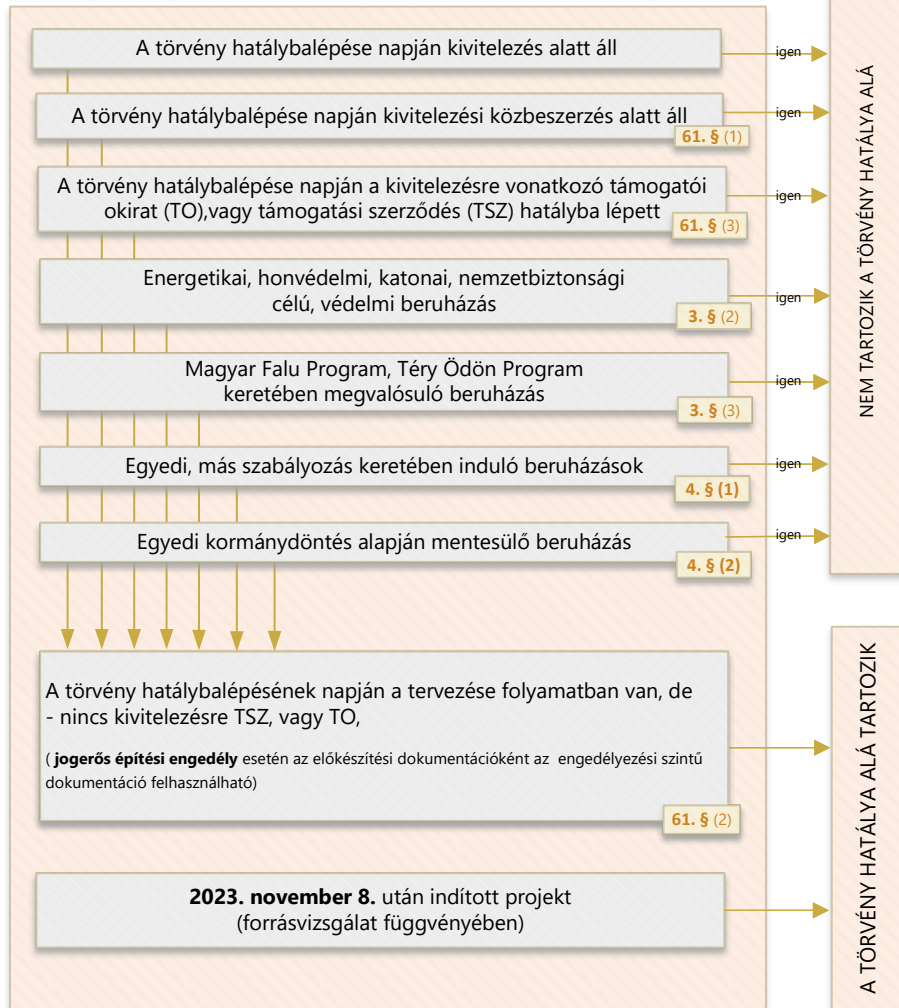 A törvény hatálybalépése napján kivitelezés alatt áll
igen
A törvény hatálybalépése napján kivitelezési közbeszerzés alatt áll
61. § (1)
igen
A törvény hatálybalépése napján a kivitelezésre vonatkozó támogatói
okirat (TO),vagy támogatási szerződés (TSZ) hatályba lépett
61. § (3)
igen
Energetikai, honvédelmi, katonai, nemzetbiztonsági
célú, védelmi beruházás
3. § (2)
igen
Magyar Falu Program, Téry Ödön Program
keretében megvalósuló beruházás
3. § (3)
igen
Egyedi, más szabályozás keretében induló beruházások
4. § (1)
igen
Egyedi kormánydöntés alapján mentesülő beruházás
4. § (2)
igen
NEM TARTOZIK A TÖRVÉNY HATÁLYA ALÁ
A törvény hatálybalépésének napján a tervezése folyamatban van, de
- nincs kivitelezésre TSZ, vagy TO,
( jogerős építési engedély esetén az előkészítési dokumentációként az engedélyezési szintű
dokumentáció felhasználható)
61. § (2)
2023. november 8. után indított projekt
(forrásvizsgálat függvényében)
A TÖRVÉNY HATÁLYA ALÁ TARTOZIK